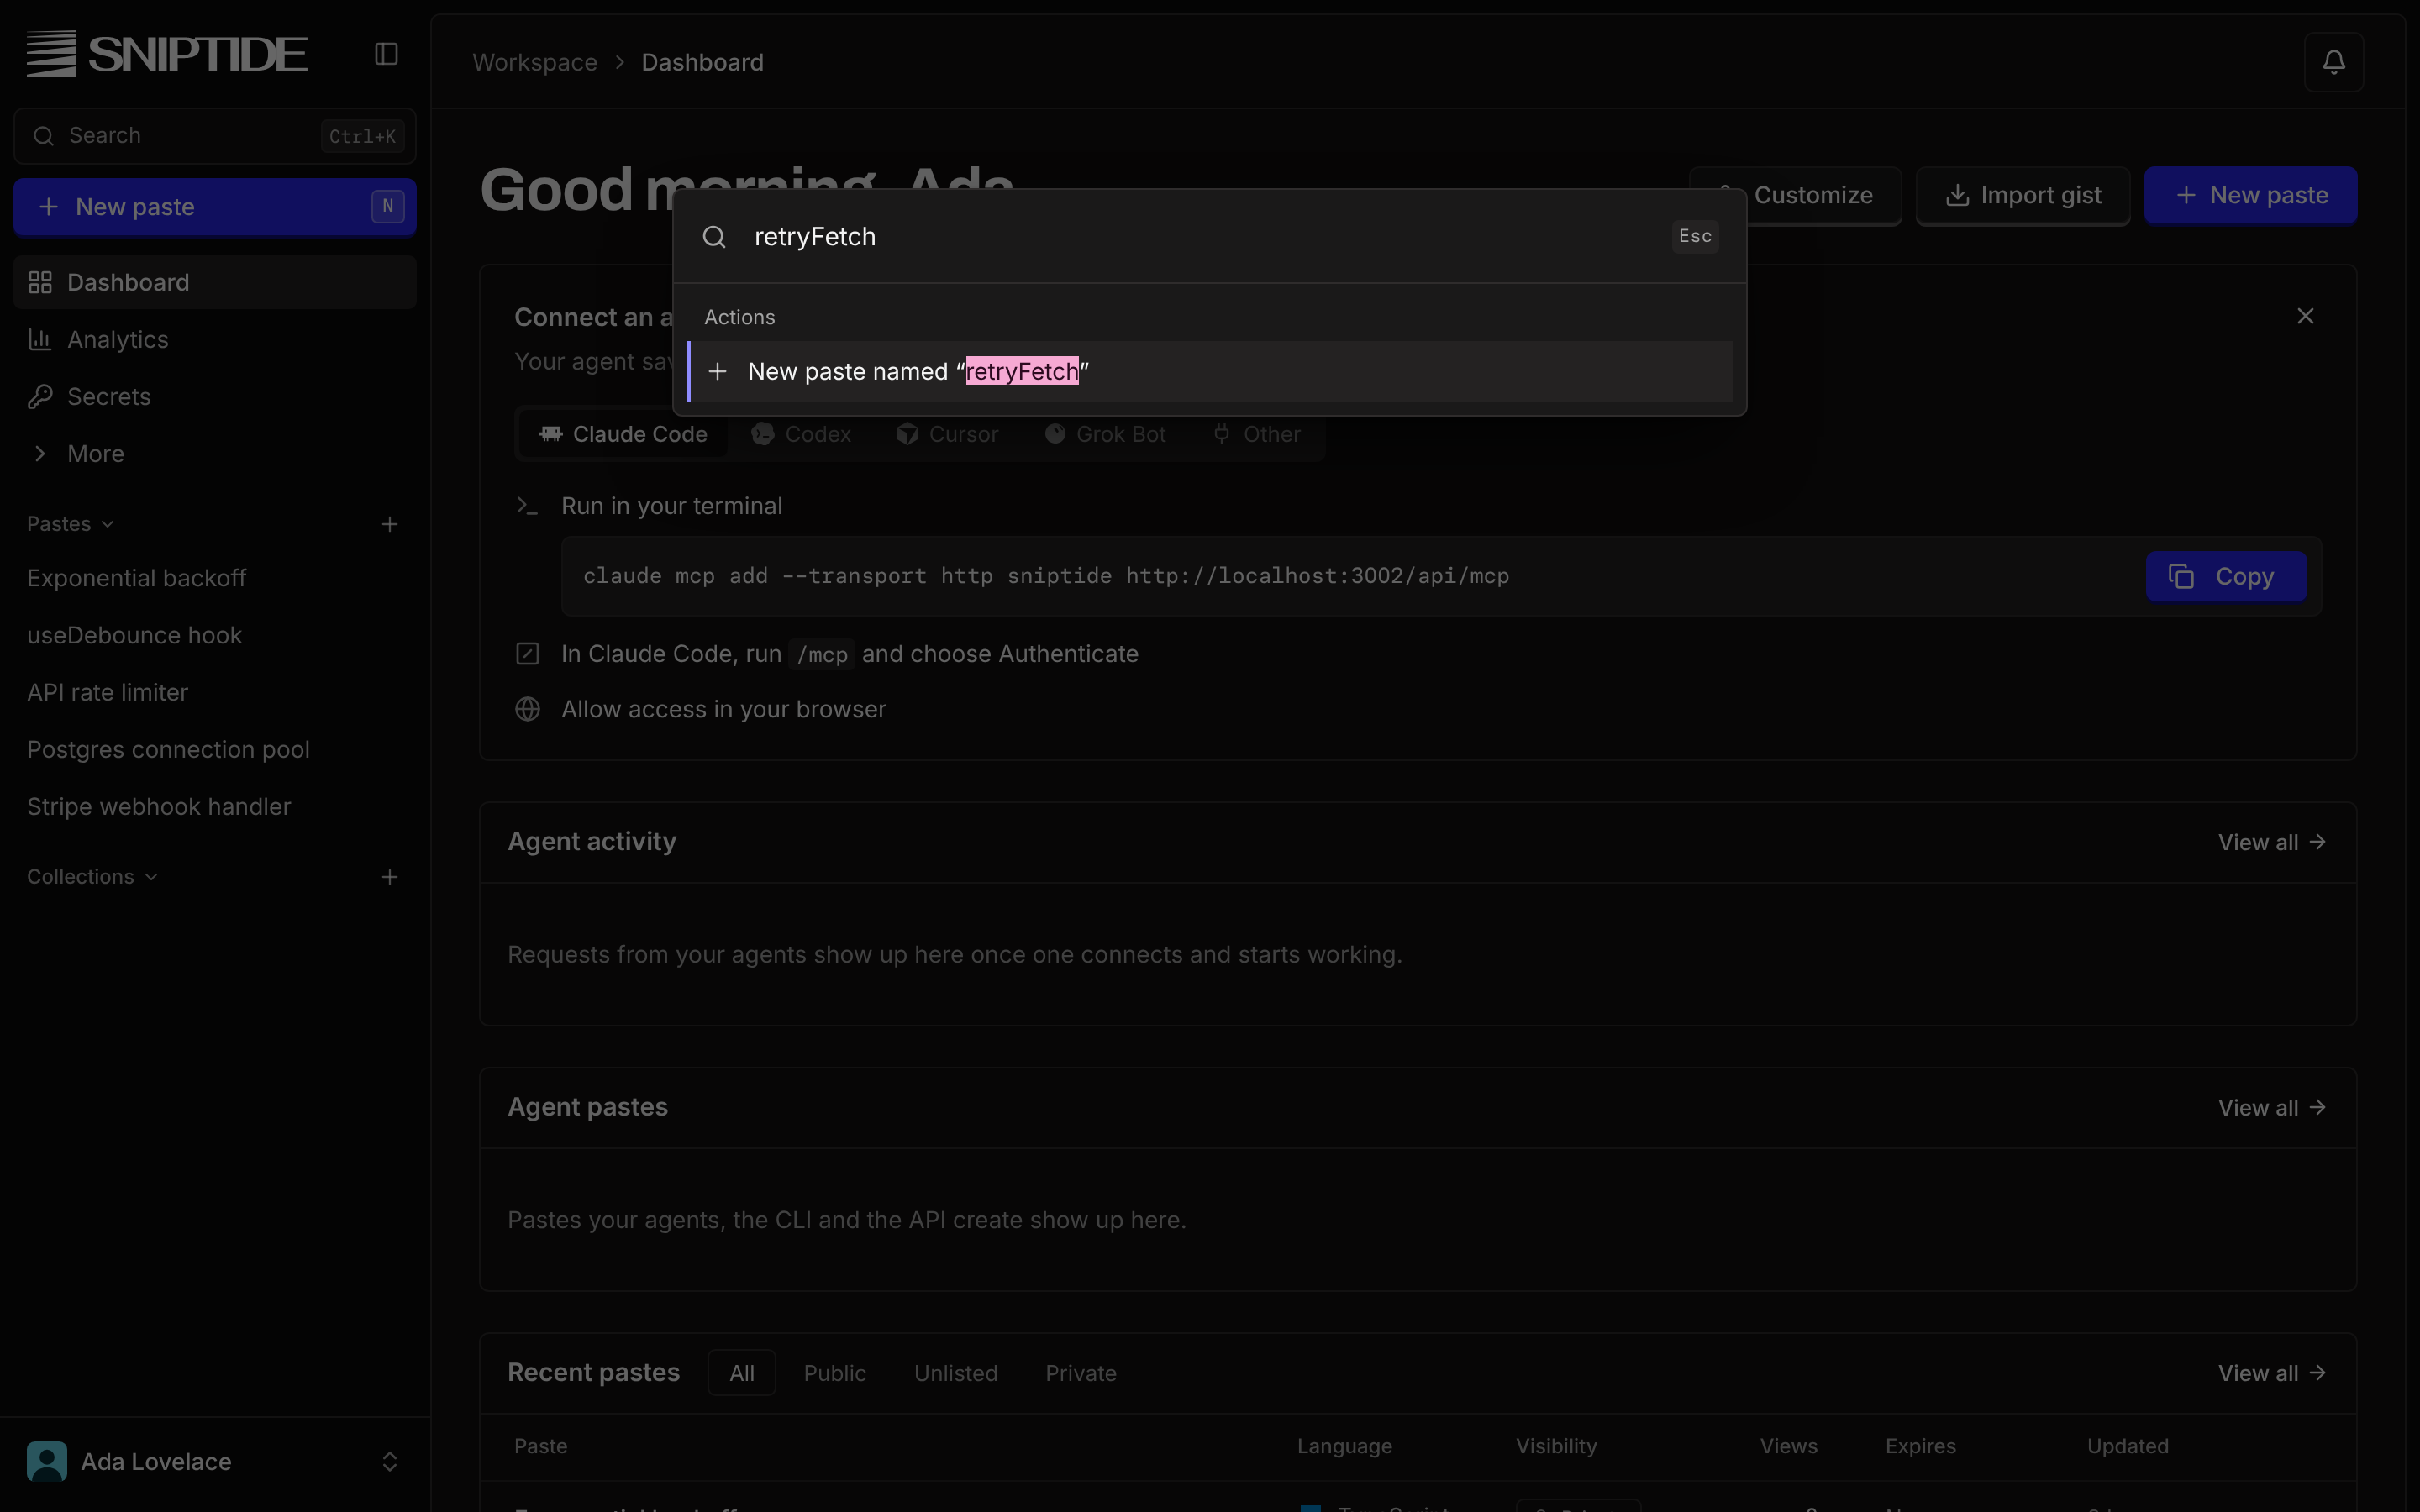 SNIPTIDE
Search Ctrl+K
New paste N
Dashboard
Analytics
Secrets
More
Pastes
Exponential backoff
useDebounce hook
API rate limiter
Postgres connection pool
Stripe webhook handler
Collections
Ada Lovelace
Workspace > Dashboard
Good morning, Ada
Customize Import gist New paste
retryFetch Esc
Actions
New paste named “retryFetch”
Connect an
Your agent
Claude Code Codex Cursor Grok Bot Other
Run in your terminal
claude mcp add --transport http sniptide http://localhost:3002/api/mcp Copy
In Claude Code, run /mcp and choose Authenticate
Allow access in your browser
Agent activity View all
Requests from your agents show up here once one connects and starts working.
Agent pastes View all
Pastes your agents, the CLI and the API create show up here.
Recent pastes All Public Unlisted Private View all
Paste Language Visibility Views Expires Updated